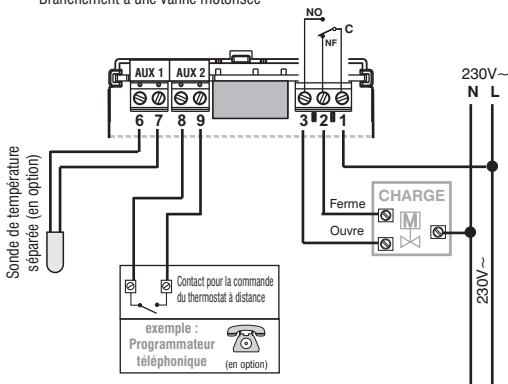 Branchement à une vanne motorisée
NO
C
NF
AUX 1 AUX 2
230V~
N L
6 7 8 9 3 2 1
Sonde de température
séparée (en option)
Ferme
Ouvre
CHARGE
M
230V~
Contact pour la commande
du thermostat à distance
exemple :
Programmateur
téléphonique
(en option)